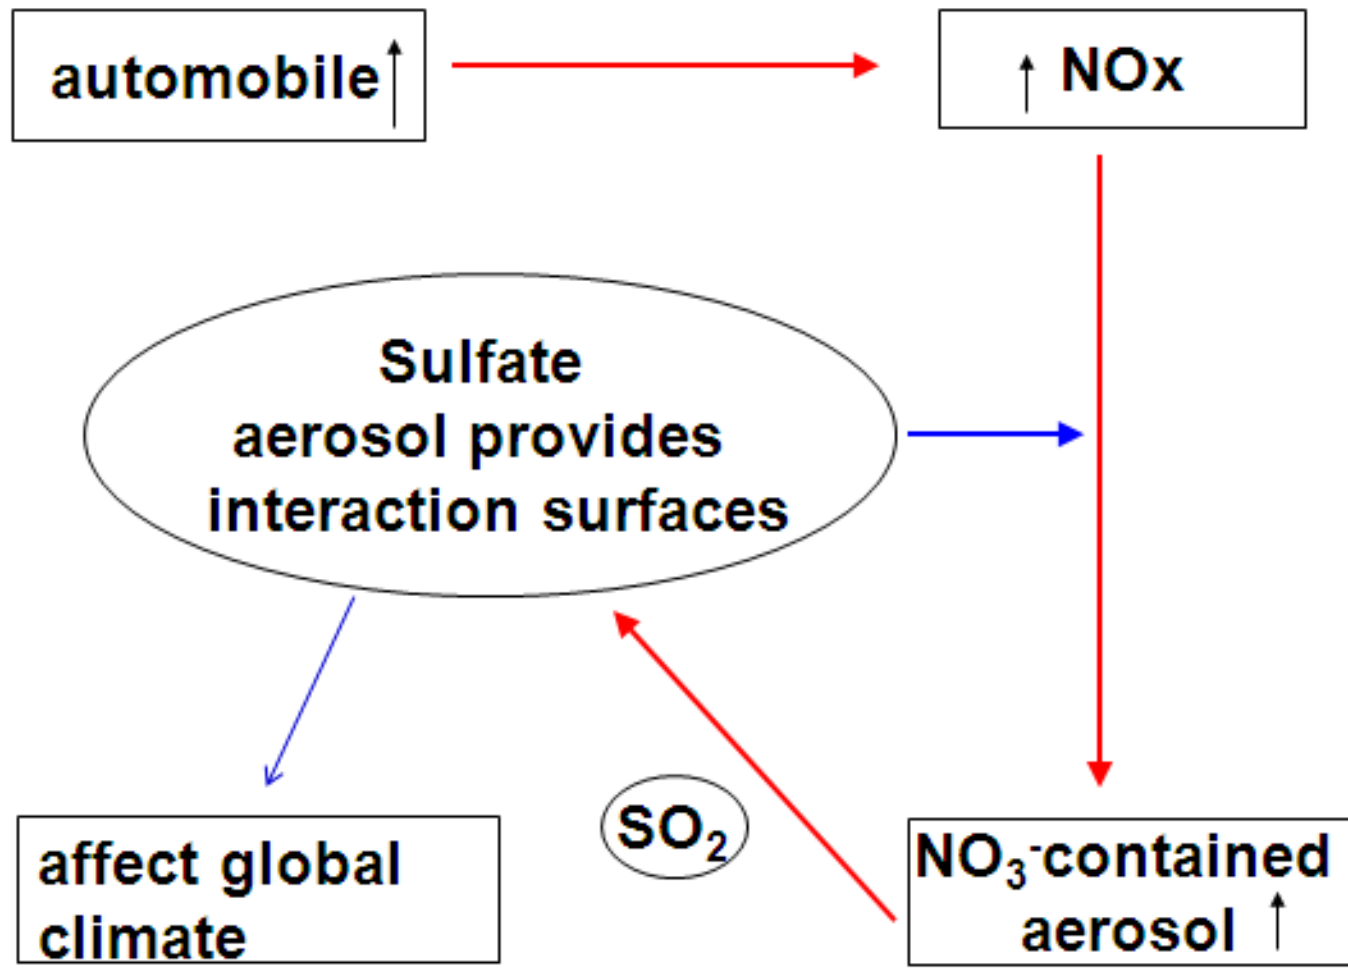 automobile↑
↑ NOx
Sulfate
aerosol provides
interaction surfaces
SO₂
affect global
climate
NO₃⁻contained
aerosol ↑